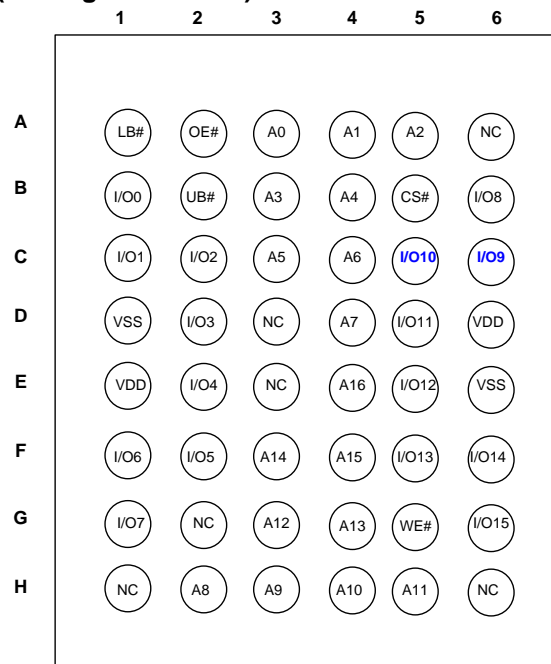 1 2 3 4 5 6
A LB# OE# A0 A1 A2 NC
B I/O0 UB# A3 A4 CS# I/O8
C I/O1 I/O2 A5 A6 I/O10 I/O9
D VSS I/O3 NC A7 I/O11 VDD
E VDD I/O4 NC A16 I/O12 VSS
F I/O6 I/O5 A14 A15 I/O13 I/O14
G I/O7 NC A12 A13 WE# I/O15
H NC A8 A9 A10 A11 NC